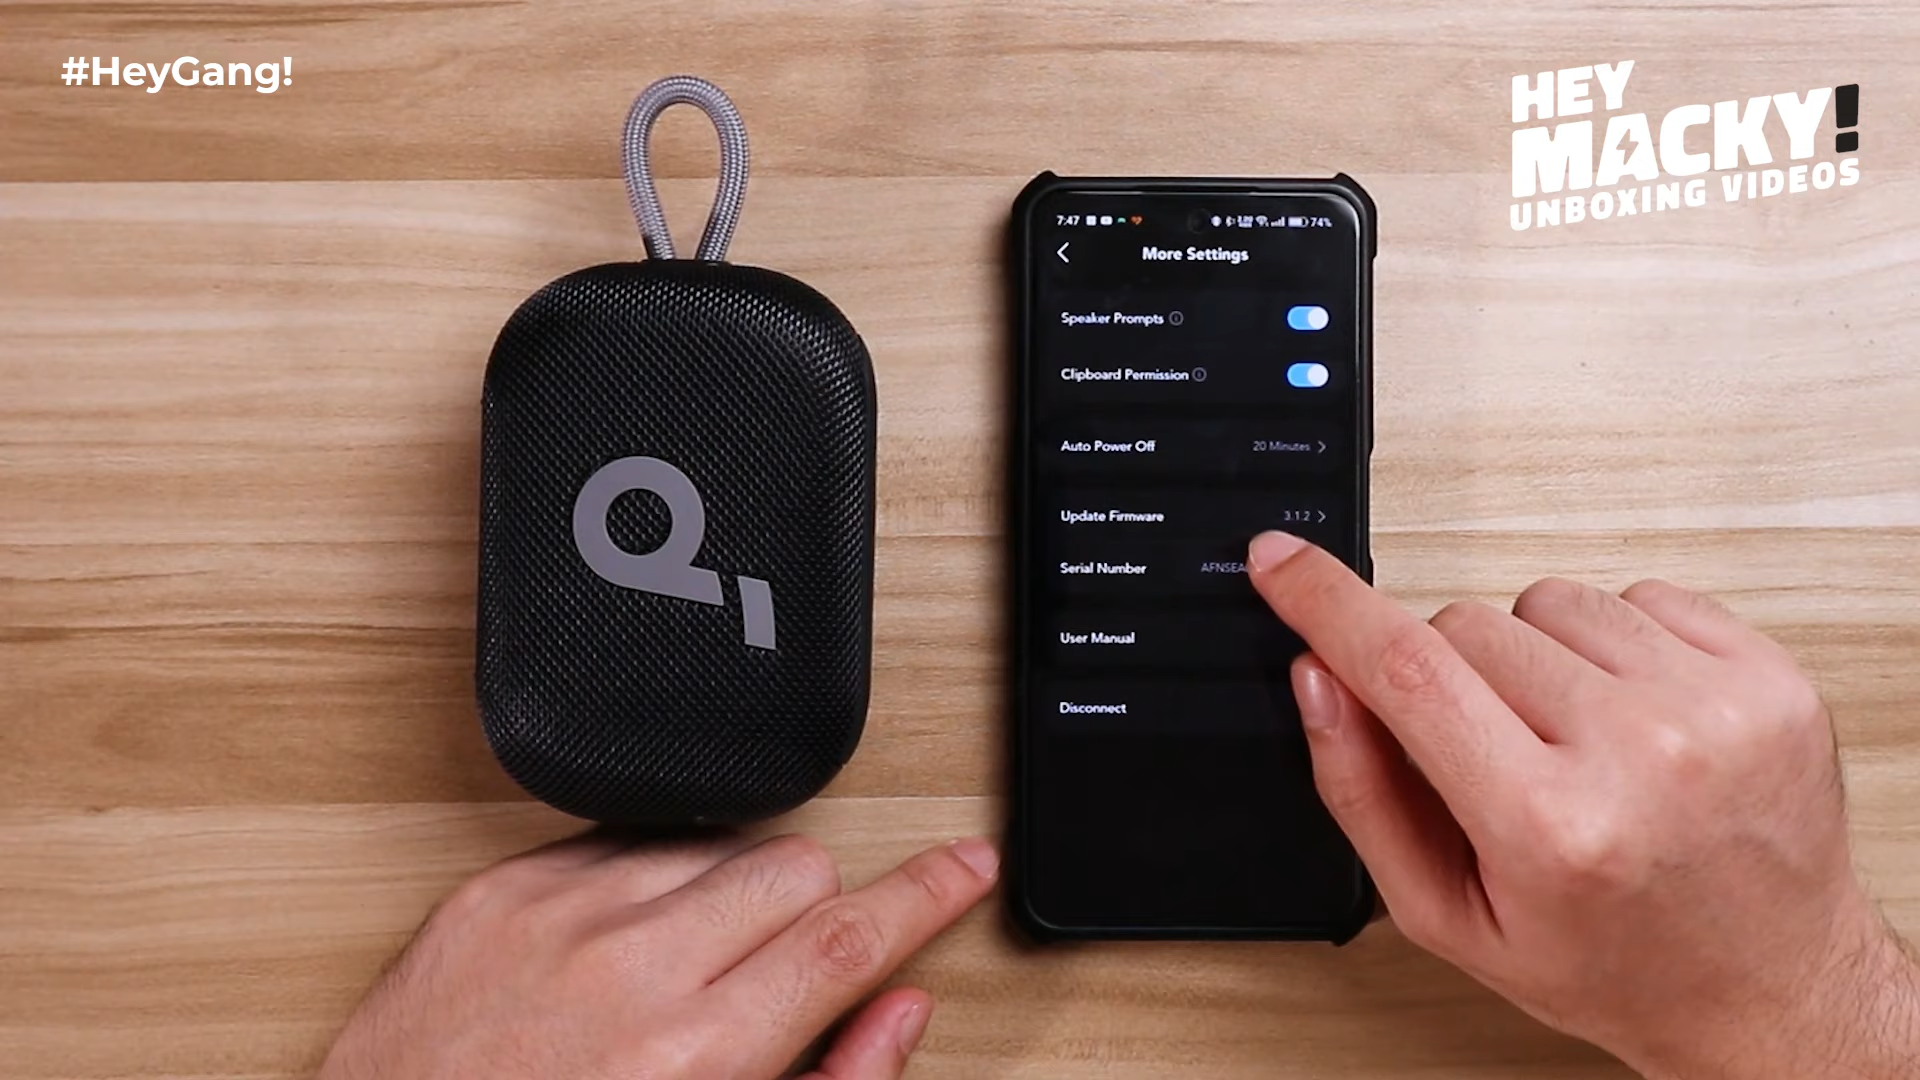 #HeyGang!
HEY
MACKY!
UNBOXING VIDEOS
7:47
74%
More Settings
Speaker Prompts
Clipboard Permission
Auto Power Off 20 Minutes
Update Firmware 3.1.2
Serial Number AFNSEA
User Manual
Disconnect